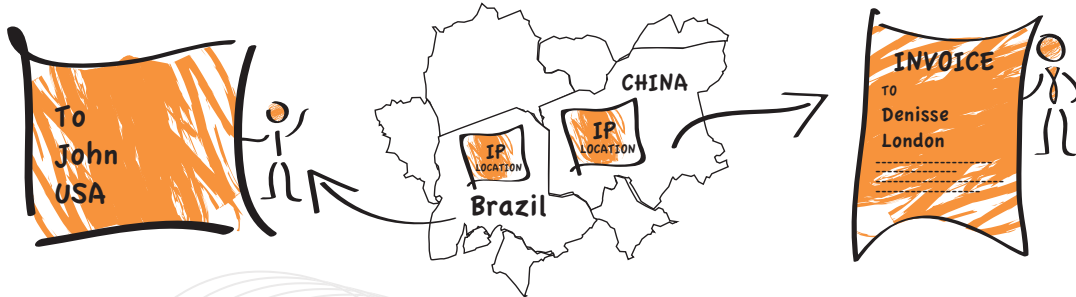 To
John
USA
IP
LOCATION
Brazil
CHINA
IP
LOCATION
INVOICE
TO
Denisse
London